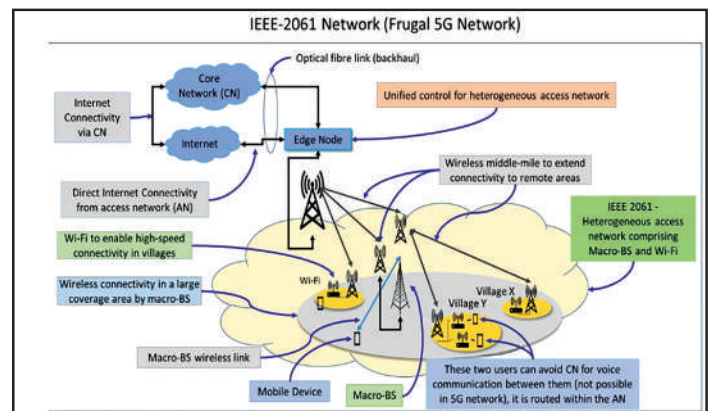 IEEE-2061 Network (Frugal 5G Network)
Optical fibre link (backhaul)
Core
Network (CN)
Internet
Connectivity
via CN
Unified control for heterogeneous access network
Internet
Edge Node
Wireless middle-mile to extend
connectivity to remote areas
Direct Internet Connectivity
from access network (AN)
IEEE 2061 -
Heterogeneous access
network comprising
Macro-BS and Wi-Fi
Wi-Fi to enable high-speed
connectivity in villages
Wi-Fi
Wireless connectivity in a large
coverage area by macro-BS
Village X
Village Y
Macro-BS wireless link
Mobile Device
Macro-BS
These two users can avoid CN for voice
communication between them (not possible
in 5G network), it is routed within the AN